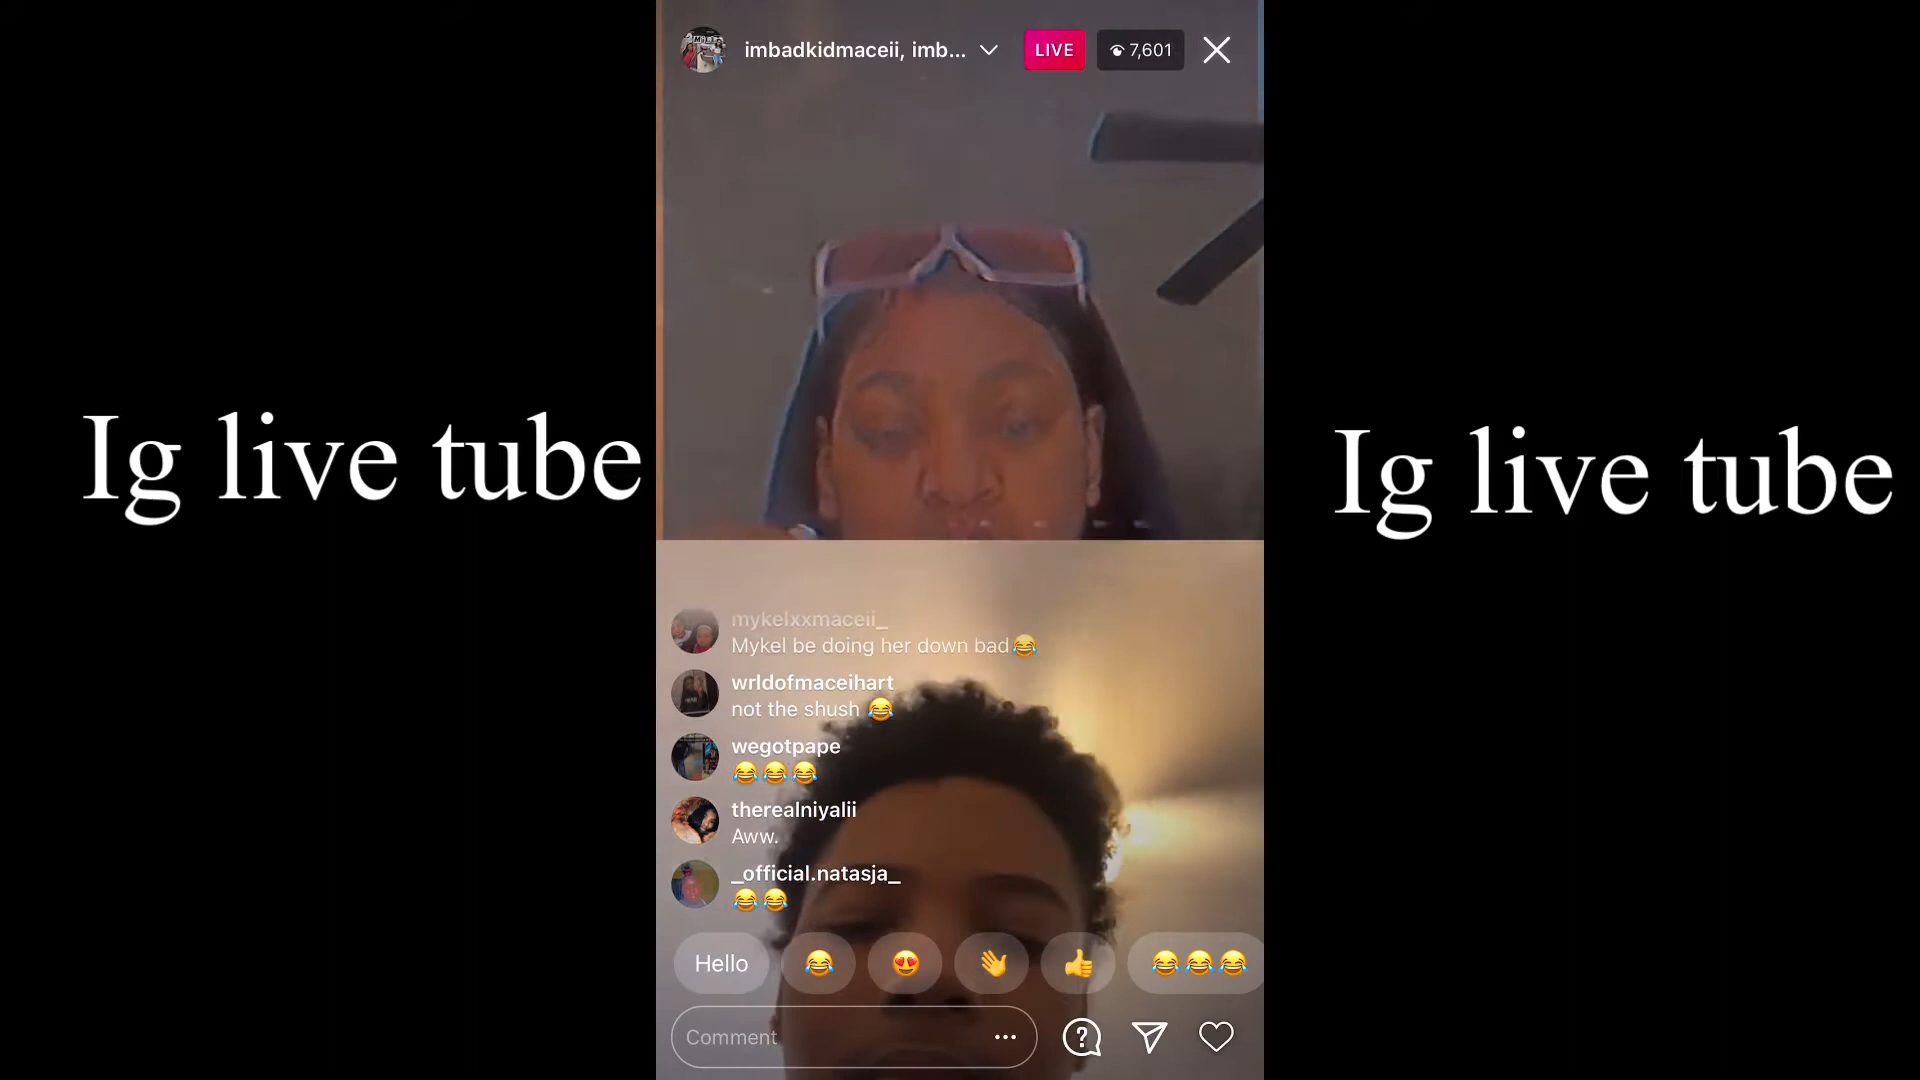 imbadkidmaceii, imb...
LIVE
7,601
Ig live tube
Ig live tube
mykelxxmaceii_
Mykel be doing her down bad😂
wrldofmaceihart
not the shush 😂
wegotpape
😂😂😂
therealniyalii
Aww.
_official.natasja_
😂😂
Hello 😂 😍 👋 👍 😂😂😂
Comment